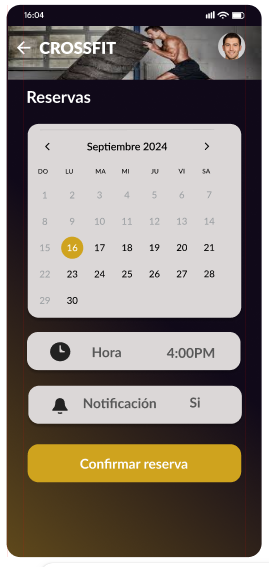 16:04
CROSSFIT
Reservas
Septiembre 2024
DO LU MA MI JU VI SA
1 2 3 4 5 6 7
8 9 10 11 12 13 14
15 16 17 18 19 20 21
22 23 24 25 26 27 28
29 30
Hora 4:00PM
Notificación Si
Confirmar reserva